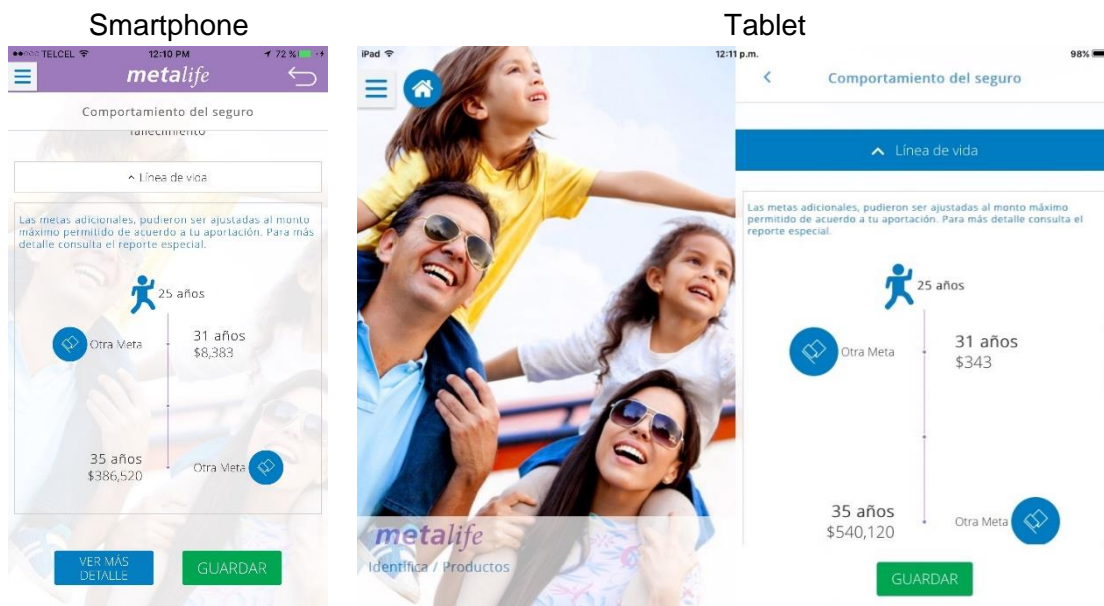 Smartphone
Tablet
TELCEL 12:10 PM 72 %
metalife
Comportamiento del seguro
fallecimiento
Línea de vida
Las metas adicionales, pudieron ser ajustadas al monto
máximo permitido de acuerdo a tu aportación. Para más
detalle consulta el reporte especial.
25 años
Otra Meta
31 años
$8,383
35 años
$386,520
Otra Meta
VER MÁS
DETALLE
GUARDAR
iPad 12:11 p.m. 98%
metalife
Identifica / Productos
Comportamiento del seguro
Línea de vida
Las metas adicionales, pudieron ser ajustadas al monto máximo
permitido de acuerdo a tu aportación. Para más detalle consulta el
reporte especial.
25 años
Otra Meta
31 años
$343
35 años
$540,120
Otra Meta
GUARDAR